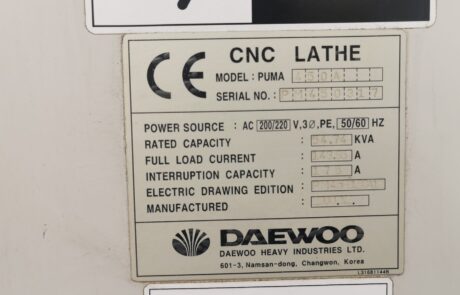 CE CNC LATHE
MODEL: PUMA
SERIAL NO.:
POWER SOURCE : AC 200/220 V,3Ø,PE, 50/60 HZ
RATED CAPACITY : KVA
FULL LOAD CURRENT : A
INTERRUPTION CAPACITY : A
ELECTRIC DRAWING EDITION :
MANUFACTURED :
DAEWOO
DAEWOO HEAVY INDUSTRIES LTD.
601-3, Namsan-dong, Changwon, Korea